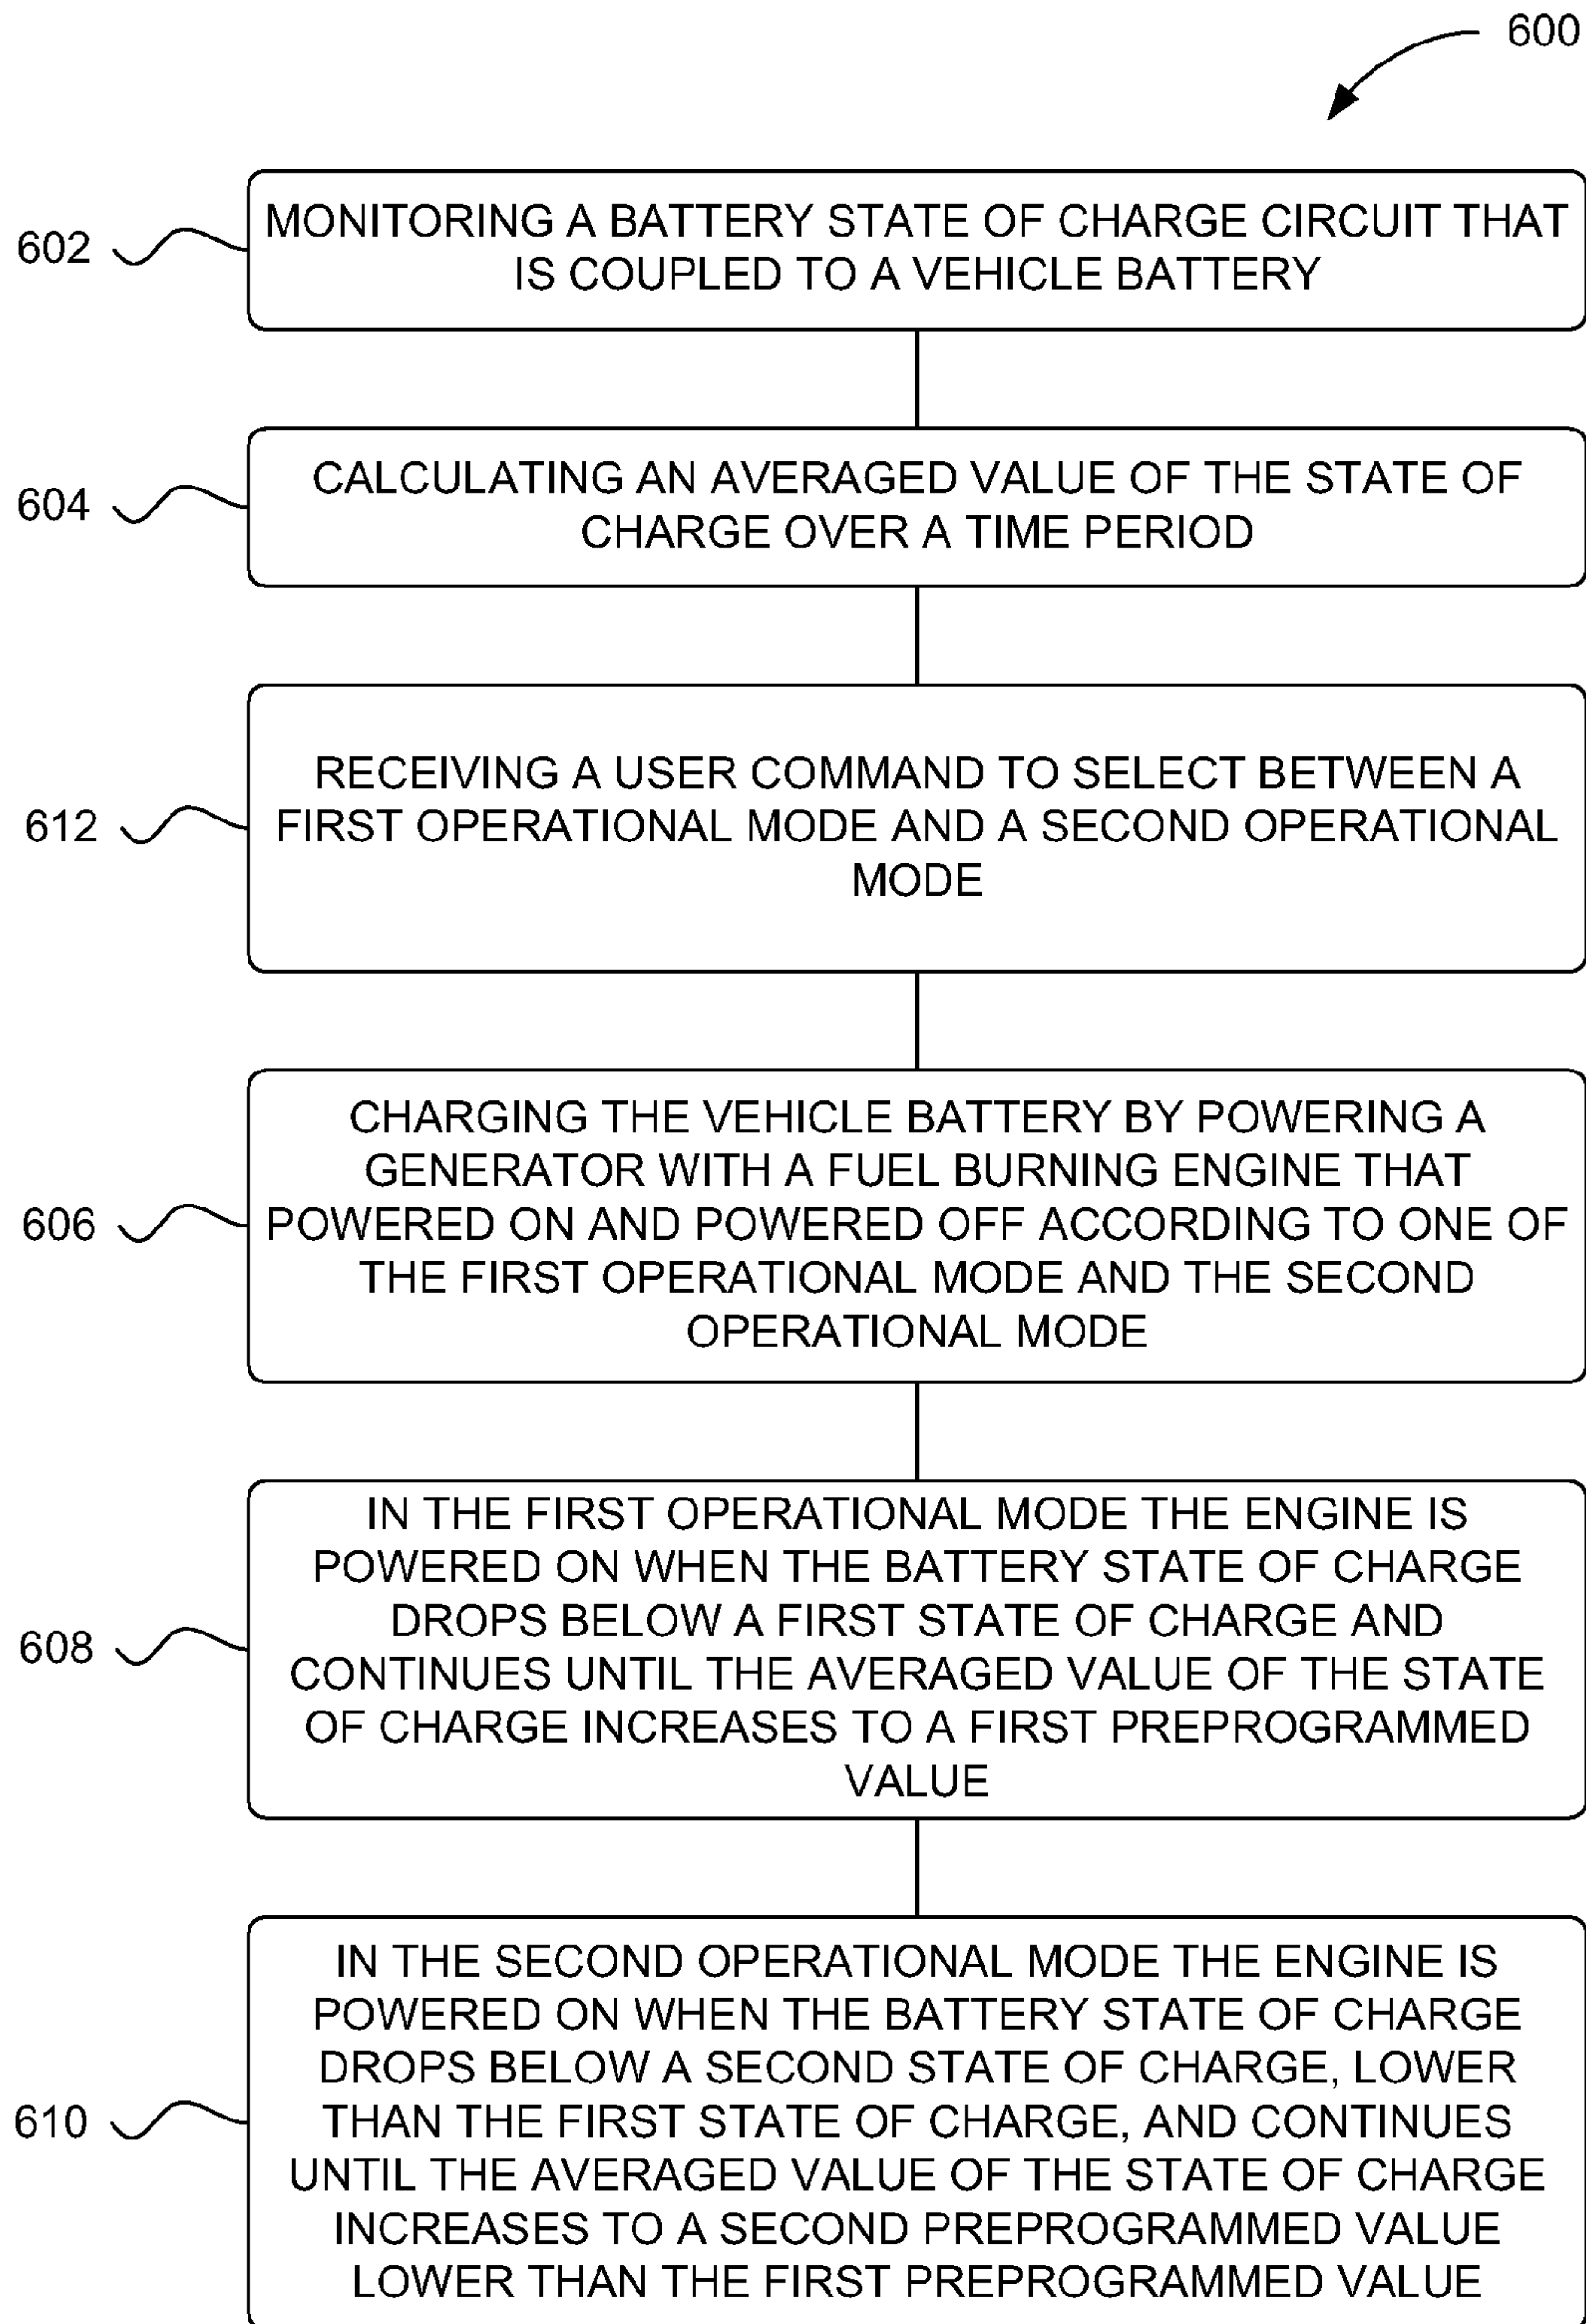 600
602
MONITORING A BATTERY STATE OF CHARGE CIRCUIT THAT
IS COUPLED TO A VEHICLE BATTERY
604
CALCULATING AN AVERAGED VALUE OF THE STATE OF
CHARGE OVER A TIME PERIOD
612
RECEIVING A USER COMMAND TO SELECT BETWEEN A
FIRST OPERATIONAL MODE AND A SECOND OPERATIONAL
MODE
606
CHARGING THE VEHICLE BATTERY BY POWERING A
GENERATOR WITH A FUEL BURNING ENGINE THAT
POWERED ON AND POWERED OFF ACCORDING TO ONE OF
THE FIRST OPERATIONAL MODE AND THE SECOND
OPERATIONAL MODE
608
IN THE FIRST OPERATIONAL MODE THE ENGINE IS
POWERED ON WHEN THE BATTERY STATE OF CHARGE
DROPS BELOW A FIRST STATE OF CHARGE AND
CONTINUES UNTIL THE AVERAGED VALUE OF THE STATE
OF CHARGE INCREASES TO A FIRST PREPROGRAMMED
VALUE
610
IN THE SECOND OPERATIONAL MODE THE ENGINE IS
POWERED ON WHEN THE BATTERY STATE OF CHARGE
DROPS BELOW A SECOND STATE OF CHARGE, LOWER
THAN THE FIRST STATE OF CHARGE, AND CONTINUES
UNTIL THE AVERAGED VALUE OF THE STATE OF CHARGE
INCREASES TO A SECOND PREPROGRAMMED VALUE
LOWER THAN THE FIRST PREPROGRAMMED VALUE